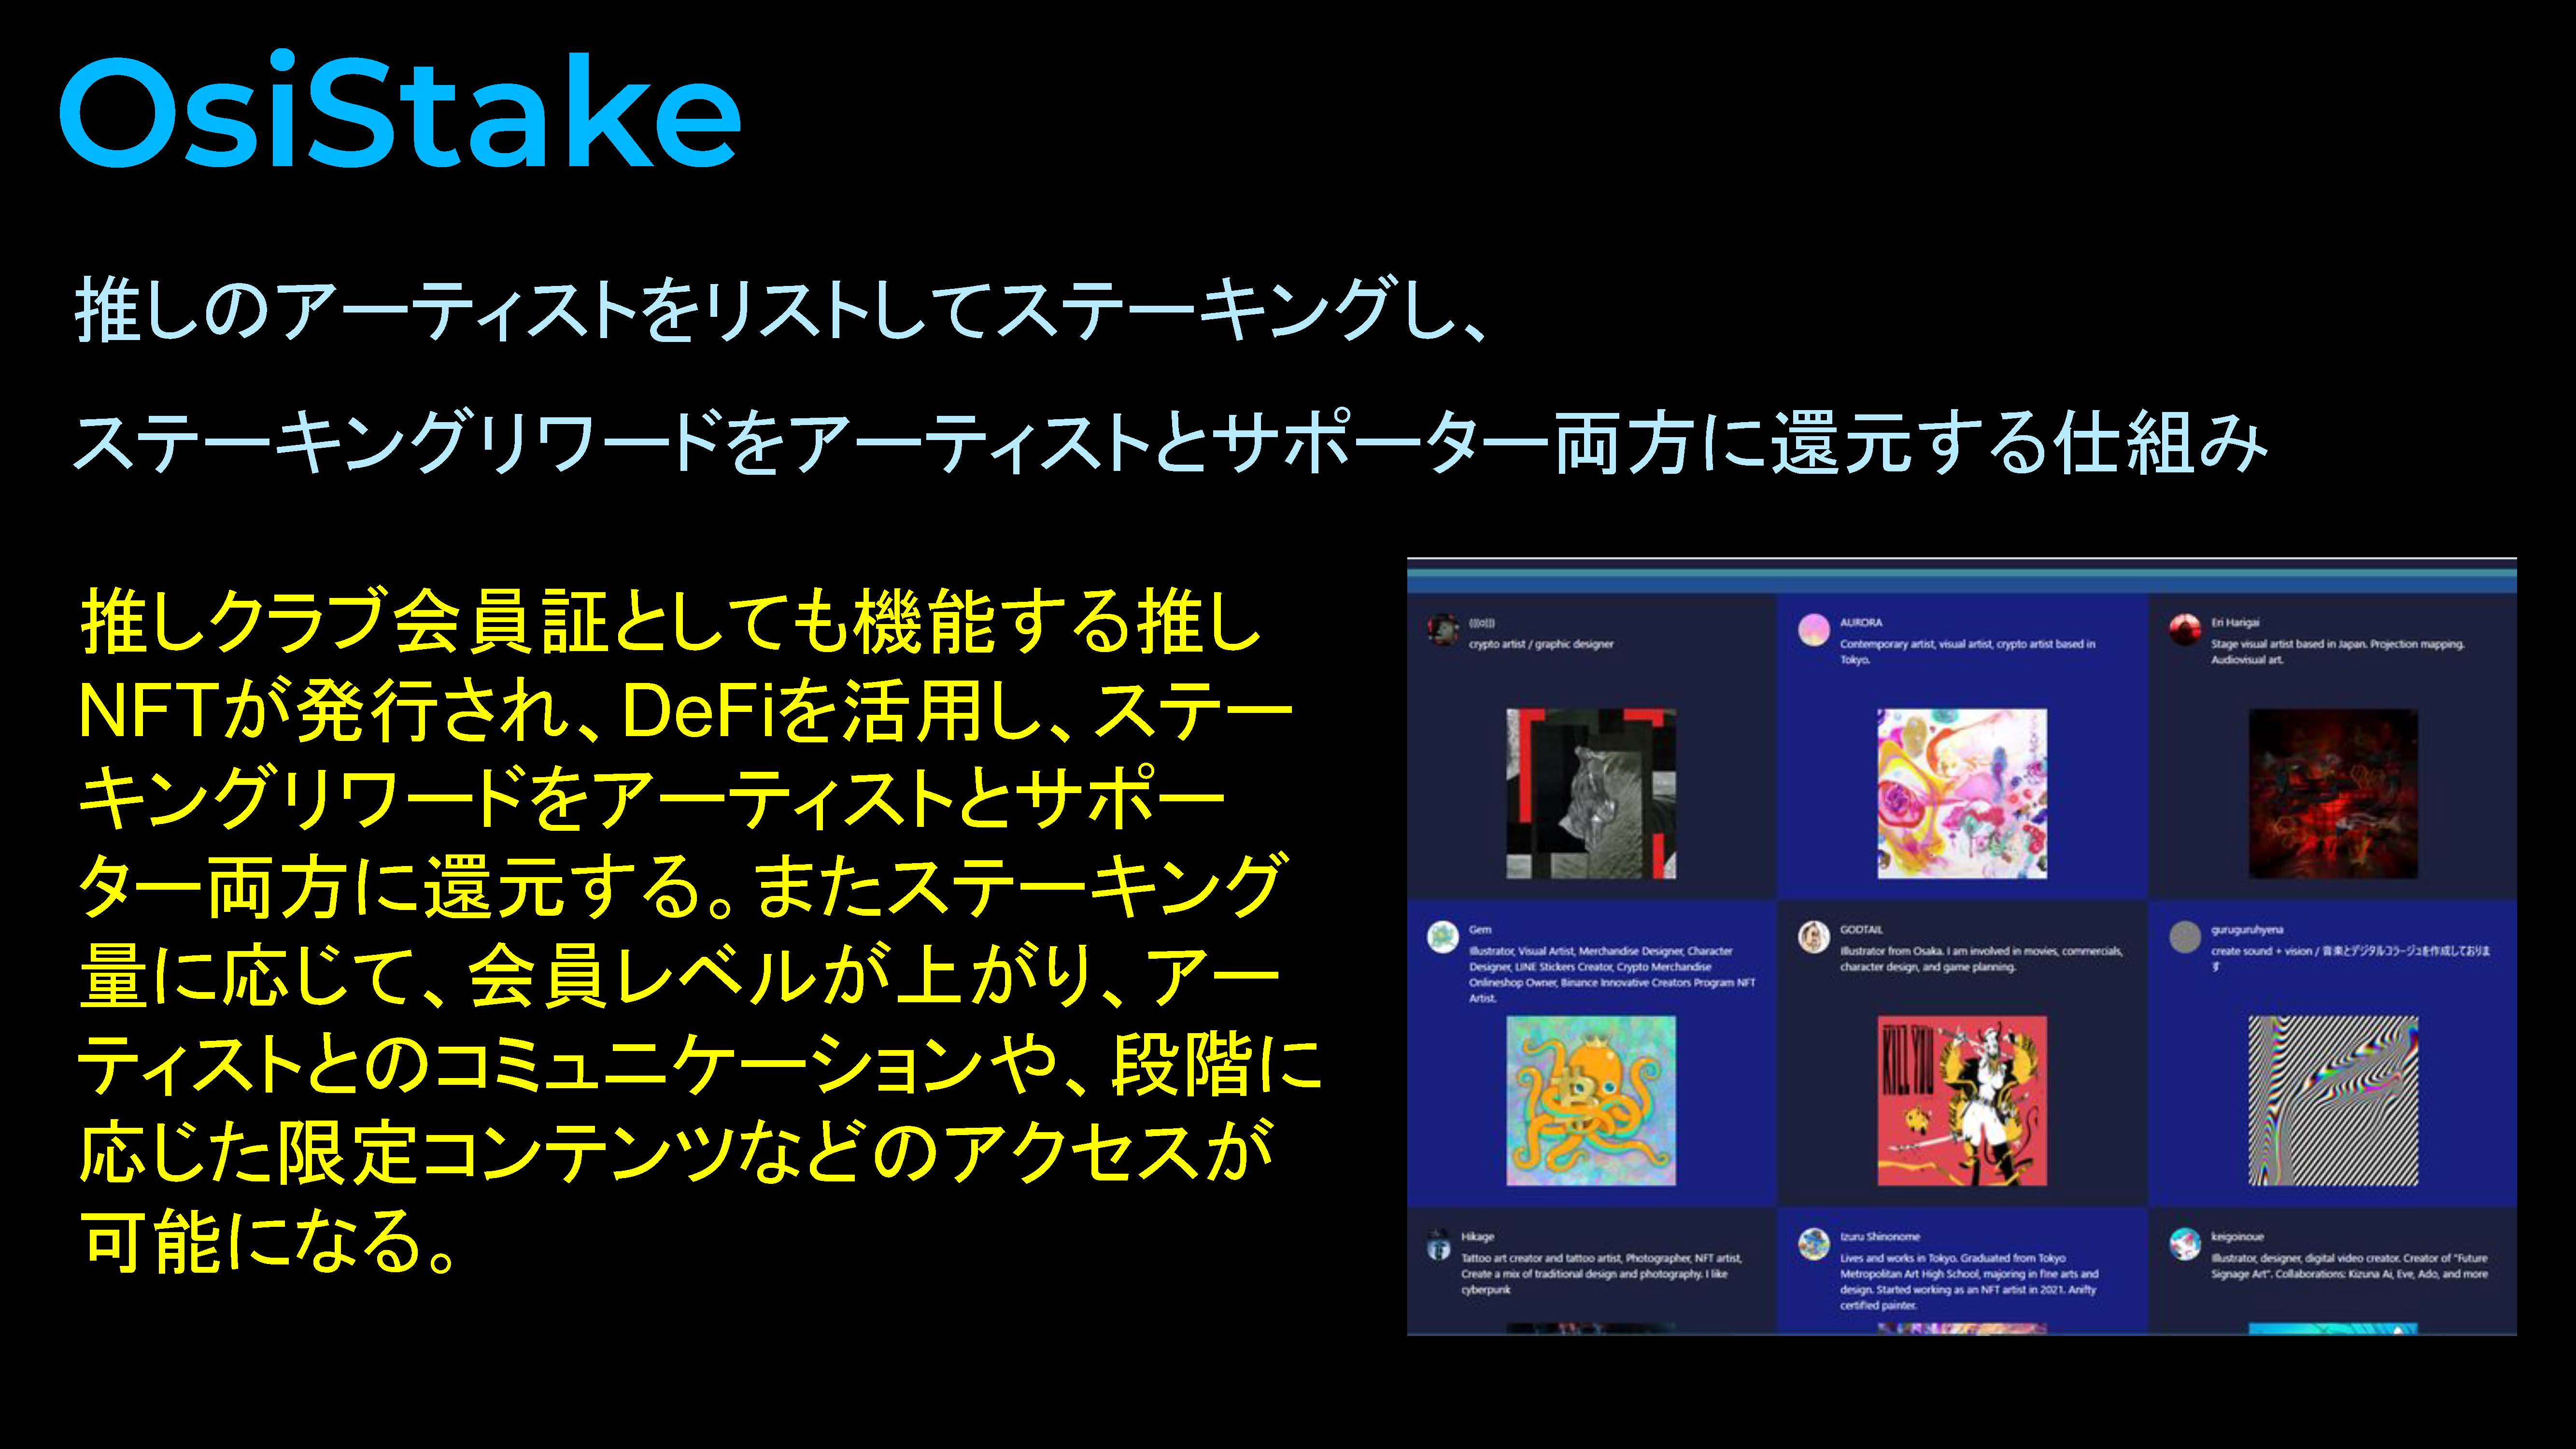 OsiStake
推しのアーティストをリストしてステーキングし、
ステーキングリワードをアーティストとサポーター両方に還元する仕組み
推しクラブ会員証としても機能する推し
NFTが発行され、DeFiを活用し、ステー
キングリワードをアーティストとサポー
ター両方に還元する。またステーキング
量に応じて、会員レベルが上がり、アー
ティストとのコミュニケーションや、段階に
応じた限定コンテンツなどのアクセスが
可能になる。
(((o)))
crypto artist / graphic designer
AURORA
Contemporary artist, visual artist, crypto artist based in
Tokyo.
Eri Harigai
Stage visual artist based in Japan. Projection mapping.
Audiovisual art.
Gem
Illustrator, Visual Artist, Merchandise Designer, Character
Designer, LINE Stickers Creator, Crypto Merchandise
Onlineshop Owner, Binance Innovative Creators Program NFT
Artist.
GODTAIL
Illustrator from Osaka. I am involved in movies, commercials,
character design, and game planning.
KILL YOU
guruguruhyena
create sound + vision / 音楽とデジタルコラージュを作成しておりま
す
Hikage
Tattoo art creator and tattoo artist, Photographer, NFT artist,
Create a mix of traditional design and photography. I like
cyberpunk
Izuru Shinonome
Lives and works in Tokyo. Graduated from Tokyo
Metropolitan Art High School, majoring in fine arts and
design. Started working as an NFT artist in 2021. Anifty
certified painter.
keigoinoue
Illustrator, designer, digital video creator. Creator of "Future
Signage Art". Collaborations: Kizuna Ai, Eve, Ado, and more